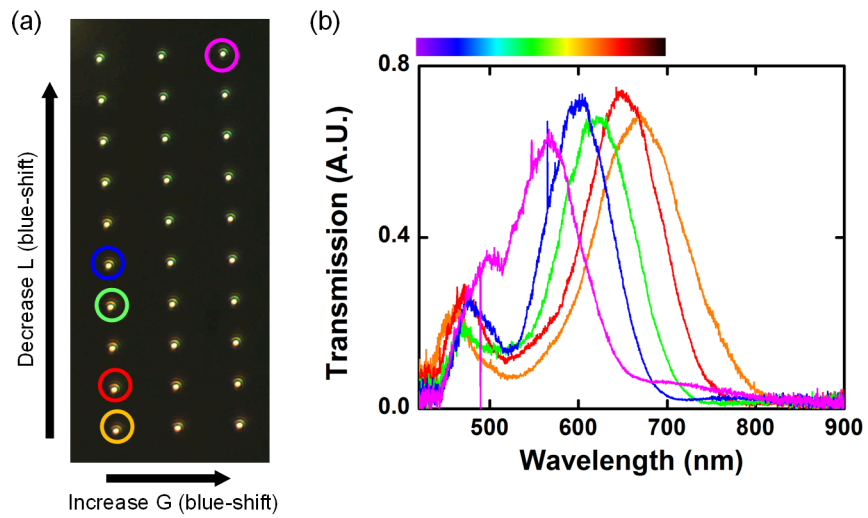 (a)
Decrease L (blue-shift)
Increase G (blue-shift)
(b)
Transmission (A.U.)
0.8
0.4
0.0
500
600
700
800
900
Wavelength (nm)